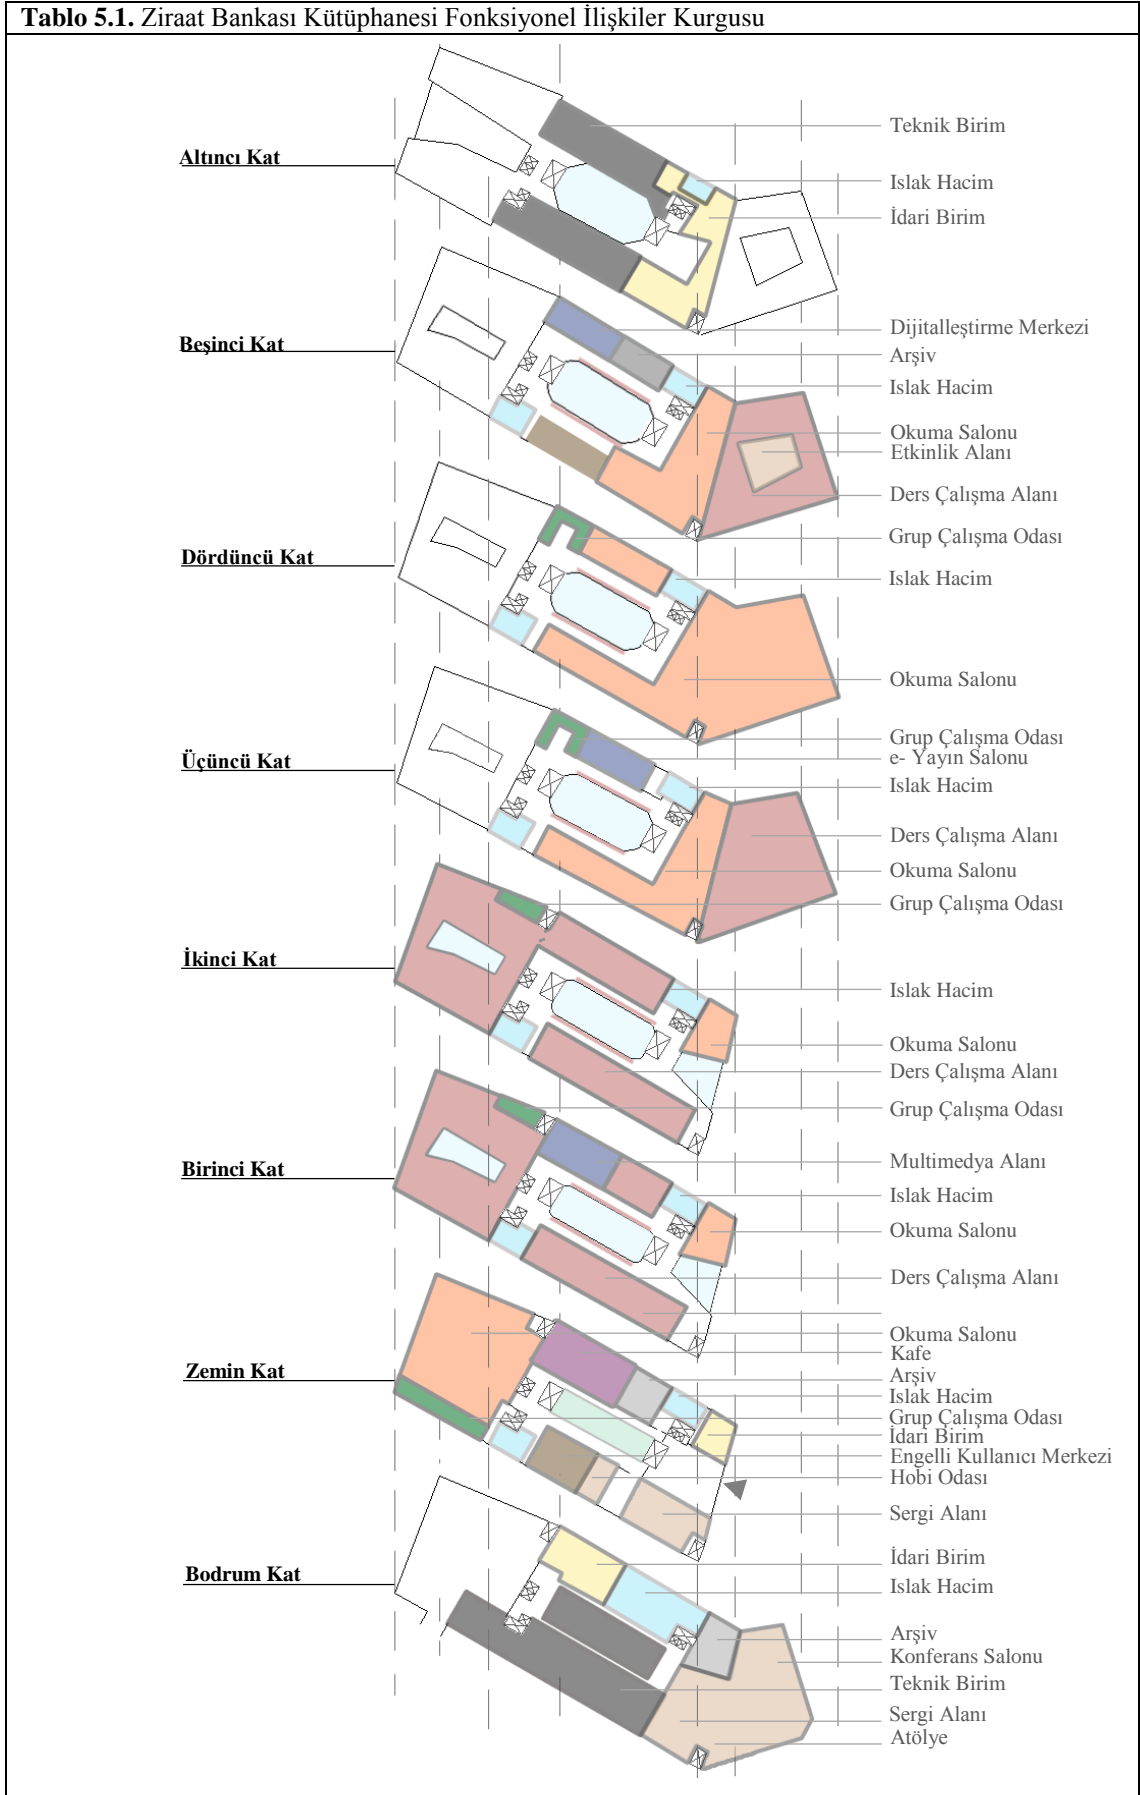 Tablo 5.1. Ziraat Bankası Kütüphanesi Fonksiyonel İlişkiler Kurgusu
Altıncı Kat
Teknik Birim
Islak Hacim
İdari Birim
Beşinci Kat
Dijitalleştirme Merkezi
Arşiv
Islak Hacim
Okuma Salonu
Etkinlik Alanı
Ders Çalışma Alanı
Dördüncü Kat
Grup Çalışma Odası
Islak Hacim
Okuma Salonu
Üçüncü Kat
Grup Çalışma Odası
e- Yayın Salonu
Islak Hacim
Ders Çalışma Alanı
Okuma Salonu
İkinci Kat
Grup Çalışma Odası
Islak Hacim
Okuma Salonu
Ders Çalışma Alanı
Birinci Kat
Grup Çalışma Odası
Multimedya Alanı
Islak Hacim
Okuma Salonu
Ders Çalışma Alanı
Zemin Kat
Okuma Salonu
Kafe
Arşiv
Islak Hacim
Grup Çalışma Odası
İdari Birim
Engelli Kullanıcı Merkezi
Hobi Odası
Sergi Alanı
Bodrum Kat
İdari Birim
Islak Hacim
Arşiv
Konferans Salonu
Teknik Birim
Sergi Alanı
Atölye